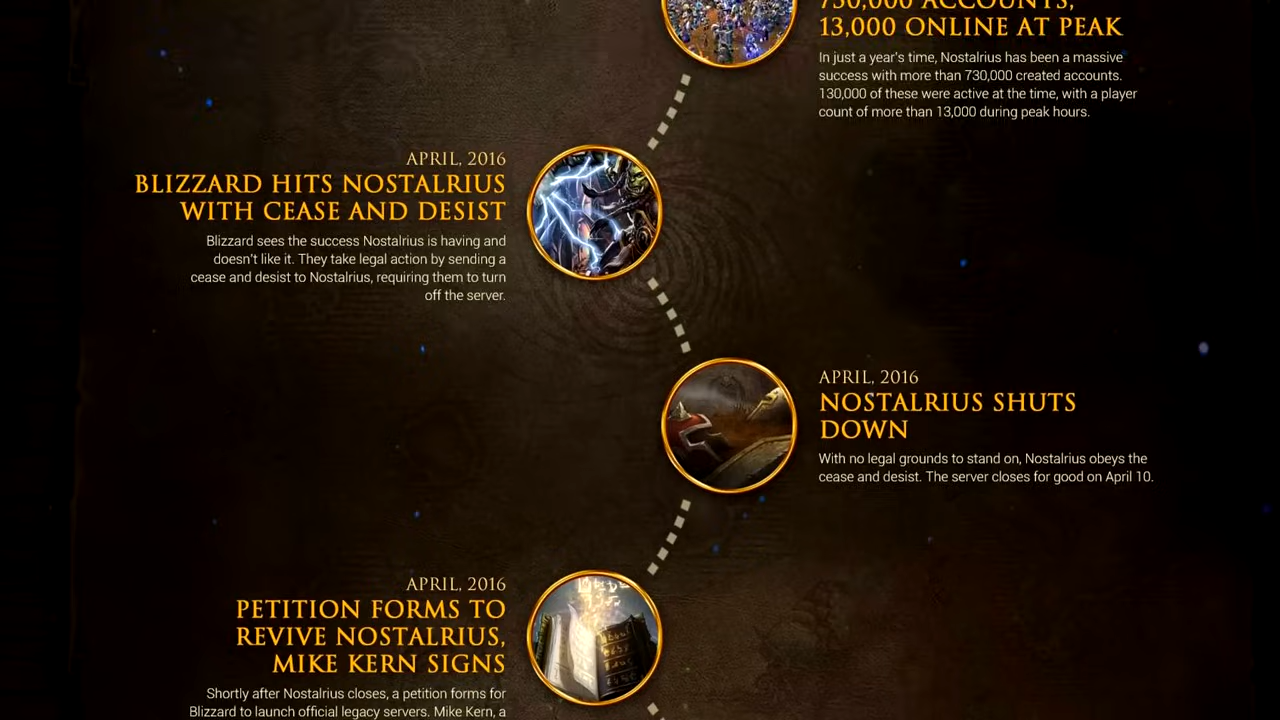 730,000 ACCOUNTS,
13,000 ONLINE AT PEAK
In just a year's time, Nostalrius has been a massive
success with more than 730,000 created accounts.
130,000 of these were active at the time, with a player
count of more than 13,000 during peak hours.
APRIL, 2016
BLIZZARD HITS NOSTALRIUS
WITH CEASE AND DESIST
Blizzard sees the success Nostalrius is having and
doesn't like it. They take legal action by sending a
cease and desist to Nostalrius, requiring them to turn
off the server.
APRIL, 2016
NOSTALRIUS SHUTS
DOWN
With no legal grounds to stand on, Nostalrius obeys the
cease and desist. The server closes for good on April 10.
APRIL, 2016
PETITION FORMS TO
REVIVE NOSTALRIUS,
MIKE KERN SIGNS
Shortly after Nostalrius closes, a petition forms for
Blizzard to launch official legacy servers. Mike Kern, a